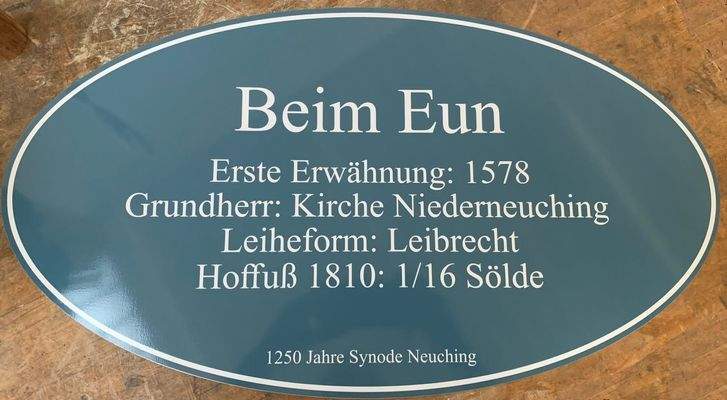 Beim Eun
Erste Erwähnung: 1578
Grundherr: Kirche Niederneuching
Leiheform: Leibrecht
Hoffuß 1810: 1/16 Sölde
1250 Jahre Synode Neuching